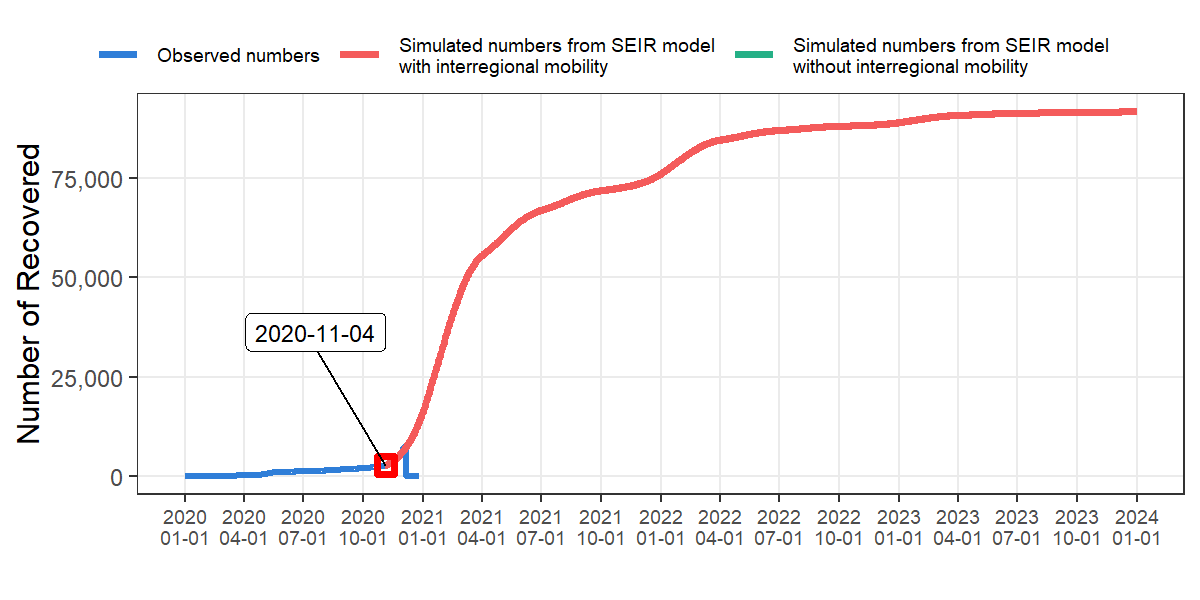 Observed numbers
Simulated numbers from SEIR model
with interregional mobility
Simulated numbers from SEIR model
without interregional mobility
Number of Recovered
75,000
50,000
25,000
0
2020-11-04
2020 2020 2020 2020 2021 2021 2021 2021 2022 2022 2022 2022 2023 2023 2023 2023 2024
01-01 04-01 07-01 10-01 01-01 04-01 07-01 10-01 01-01 04-01 07-01 10-01 01-01 04-01 07-01 10-01 01-01